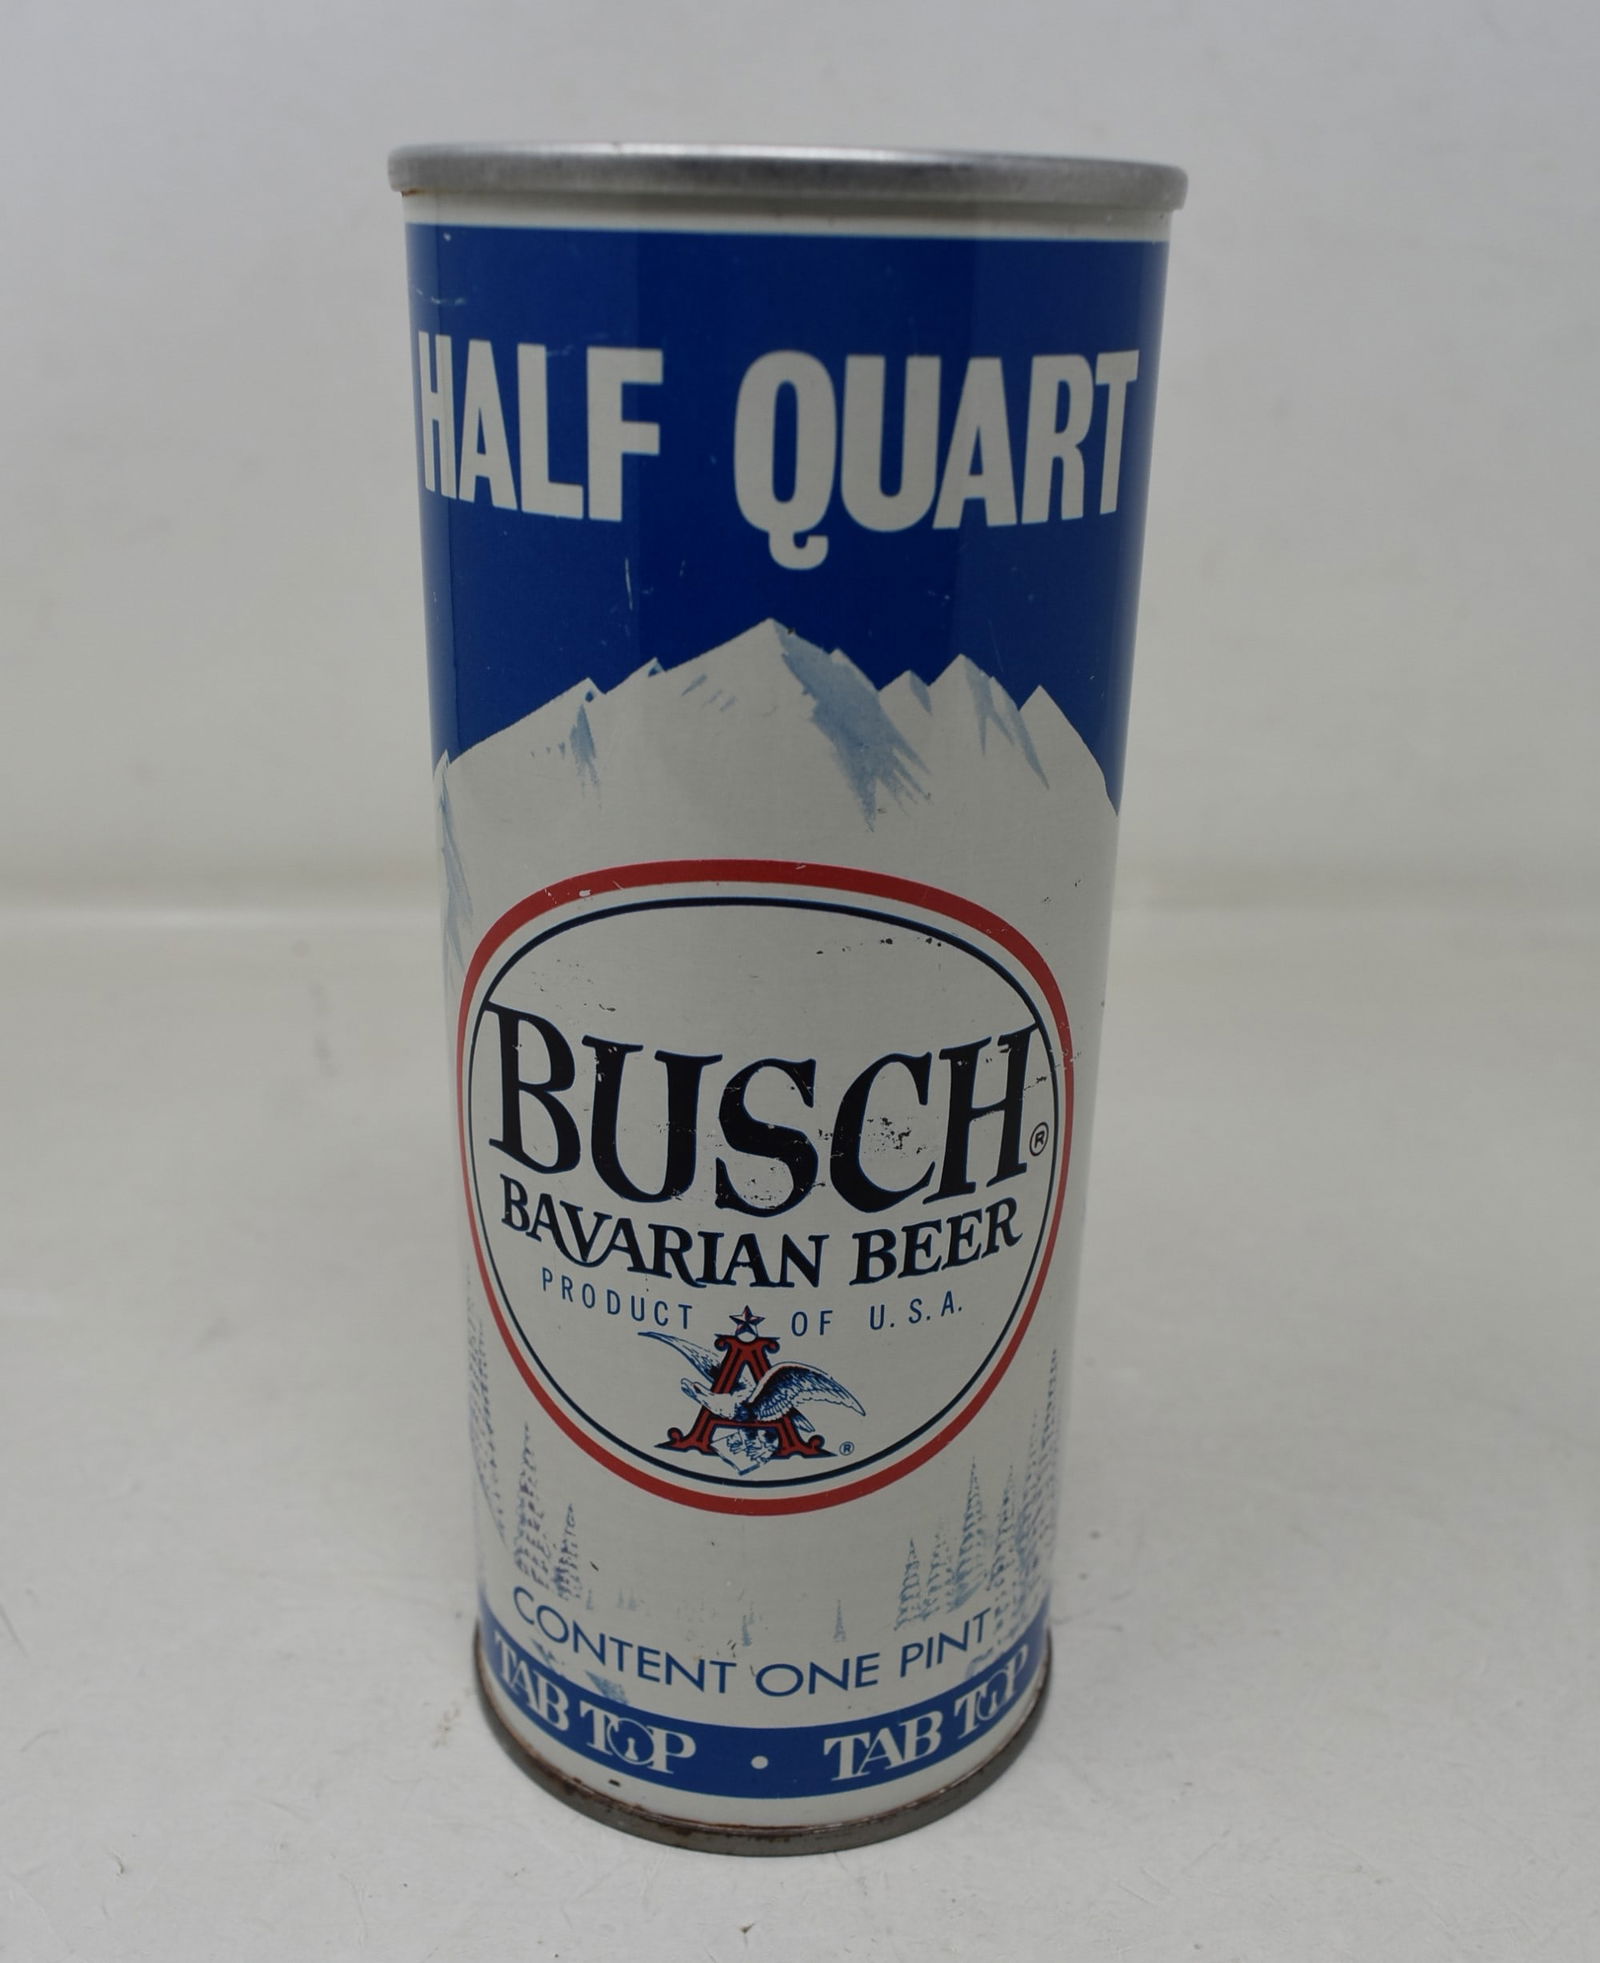 HALF QUART
BUSCH®
BAVARIAN BEER
PRODUCT OF U.S.A.
A
®
CONTENT ONE PINT
TAB TOP • TAB TOP